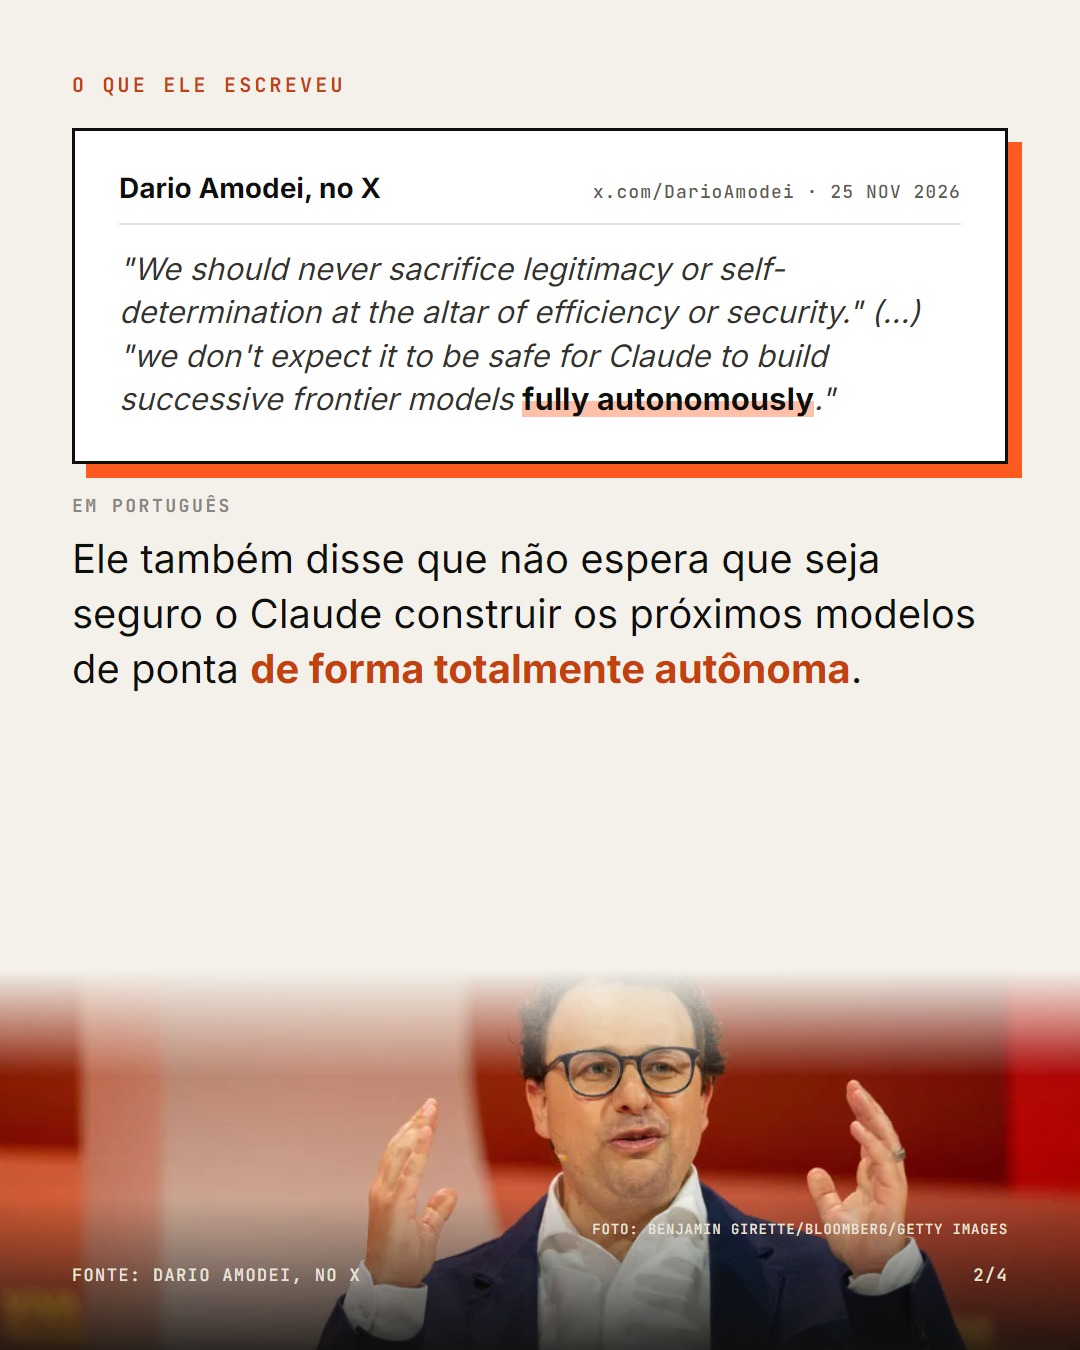 O QUE ELE ESCREVEU
Dario Amodei, no X
x.com/DarioAmodei · 25 NOV 2026
"We should never sacrifice legitimacy or self-
determination at the altar of efficiency or security." (...)
"we don't expect it to be safe for Claude to build
successive frontier models fully autonomously."
EM PORTUGUÊS
Ele também disse que não espera que seja
seguro o Claude construir os próximos modelos
de ponta de forma totalmente autônoma.
FOTO: BENJAMIN GIRETTE/BLOOMBERG/GETTY IMAGES
FONTE: DARIO AMODEI, NO X
2/4